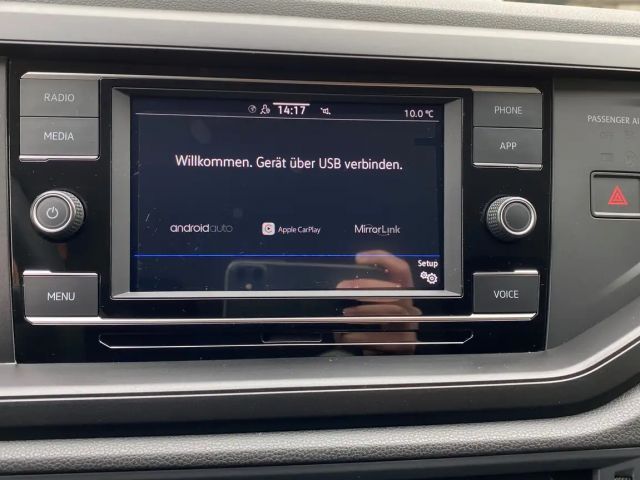 RADIO
MEDIA
MENU
14:17
10.0 °C
Willkommen. Gerät über USB verbinden.
androidauto
Apple CarPlay
MirrorLink
Setup
PHONE
APP
VOICE
PASSENGER AI
OFF